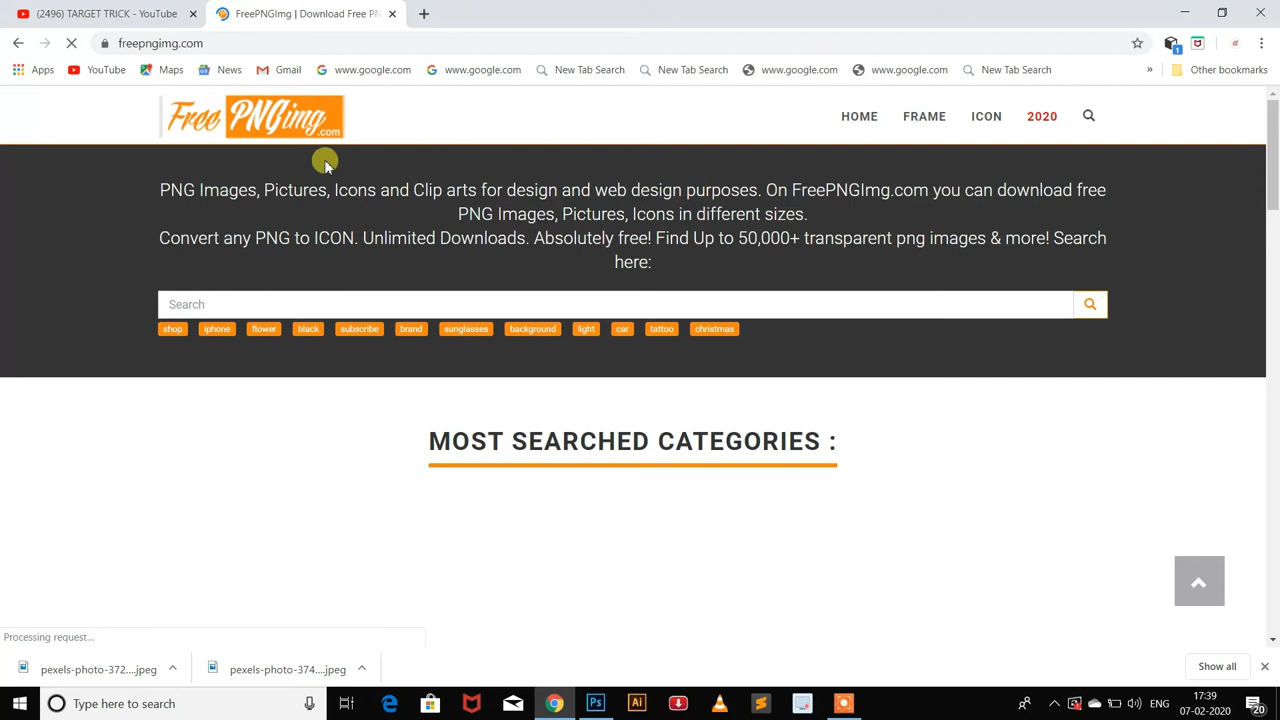 (2496) TARGET TRICK - YouTube
FreePNGImg | Download Free PN
freepngimg.com
Apps
YouTube
Maps
News
Gmail
www.google.com
www.google.com
New Tab Search
New Tab Search
www.google.com
www.google.com
New Tab Search
»
Other bookmarks
Free PNGimg.com
HOME
FRAME
ICON
2020
PNG Images, Pictures, Icons and Clip arts for design and web design purposes. On FreePNGImg.com you can download free
PNG Images, Pictures, Icons in different sizes.
Convert any PNG to ICON. Unlimited Downloads. Absolutely free! Find Up to 50,000+ transparent png images & more! Search
here:
Search
shop
iphone
flower
black
subscribe
brand
sunglasses
background
light
car
tattoo
christmas
MOST SEARCHED CATEGORIES :
Processing request...
pexels-photo-372....jpeg
pexels-photo-374....jpeg
Show all
Type here to search
Ps
Ai
ENG
17:39
07-02-2020
20